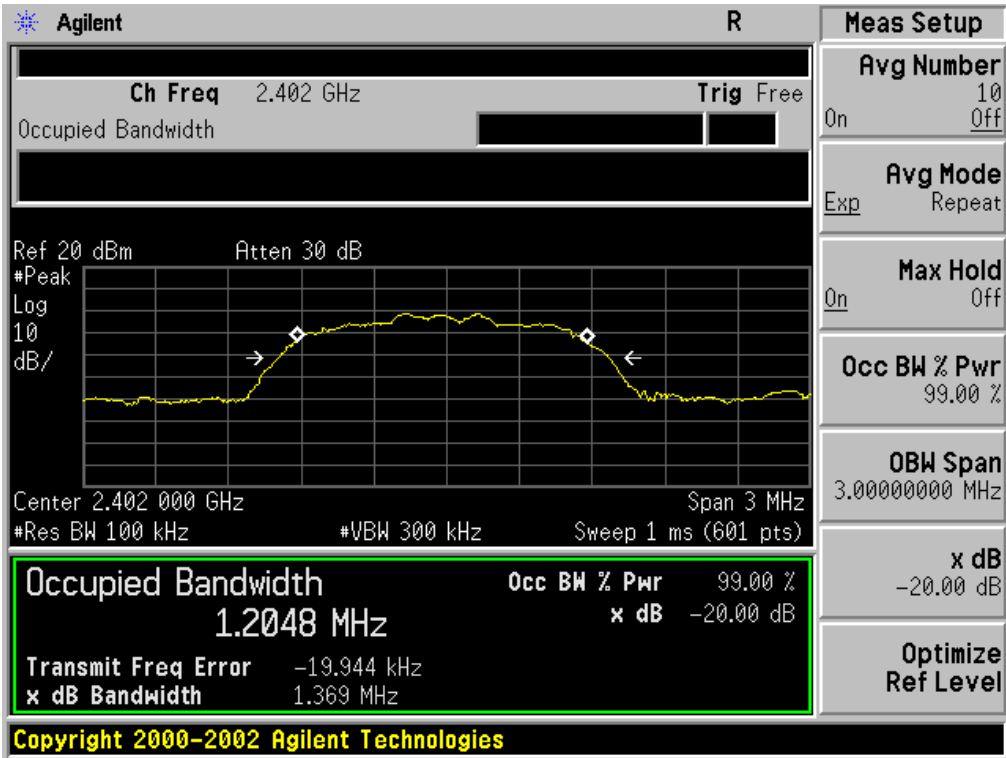 Agilent R Meas Setup
Ch Freq 2.402 GHz Trig Free
Occupied Bandwidth
Ref 20 dBm Atten 30 dB
#Peak
Log
10
dB/
Center 2.402 000 GHz Span 3 MHz
#Res BW 100 kHz #VBW 300 kHz Sweep 1 ms (601 pts)
Occupied Bandwidth
1.2048 MHz
Occ BW % Pwr 99.00 %
x dB -20.00 dB
Transmit Freq Error -19.944 kHz
x dB Bandwidth 1.369 MHz
Copyright 2000-2002 Agilent Technologies
Avg Number
10
On Off
Avg Mode
Exp Repeat
Max Hold
On Off
Occ BW % Pwr
99.00 %
OBW Span
3.00000000 MHz
x dB
-20.00 dB
Optimize
Ref Level